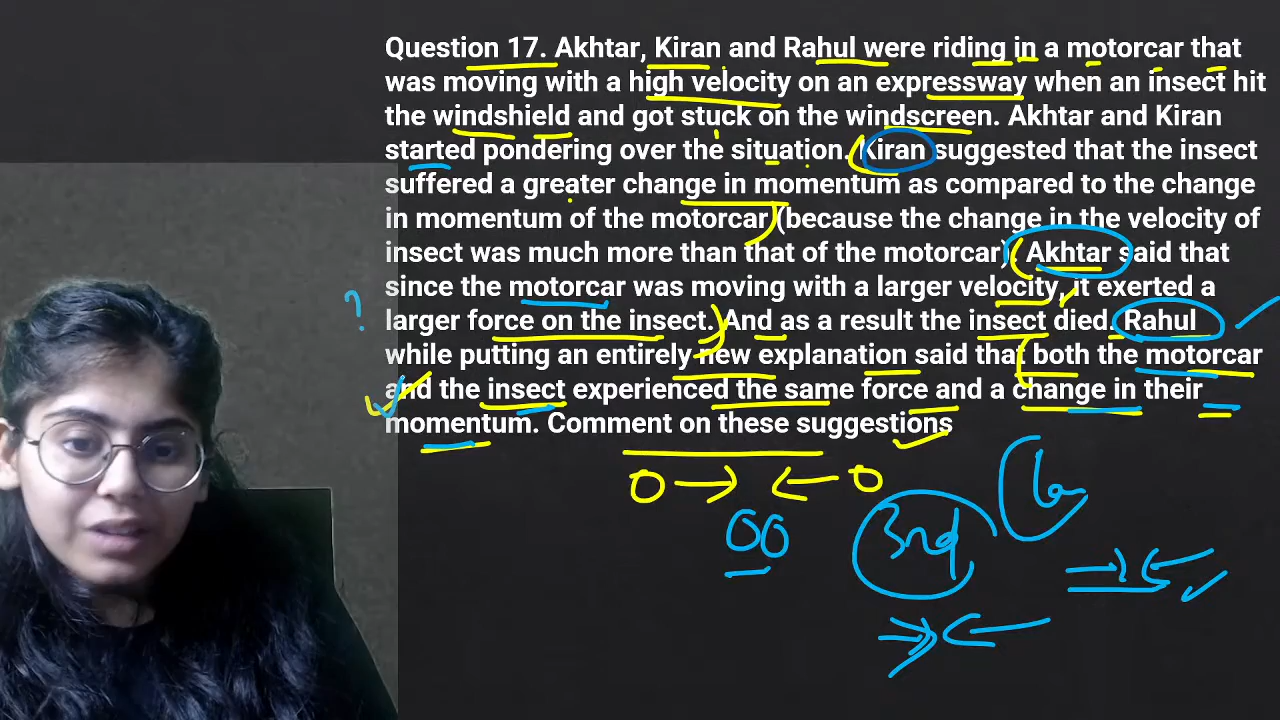 Question 17. Akhtar, Kiran and Rahul were riding in a motorcar that
was moving with a high velocity on an expressway when an insect hit
the windshield and got stuck on the windscreen. Akhtar and Kiran
started pondering over the situation. Kiran suggested that the insect
suffered a greater change in momentum as compared to the change
in momentum of the motorcar (because the change in the velocity of
insect was much more than that of the motorcar). Akhtar said that
since the motorcar was moving with a larger velocity, it exerted a
? larger force on the insect. And as a result the insect died. Rahul
while putting an entirely new explanation said that both the motorcar
and the insect experienced the same force and a change in their
momentum. Comment on these suggestions
3rd